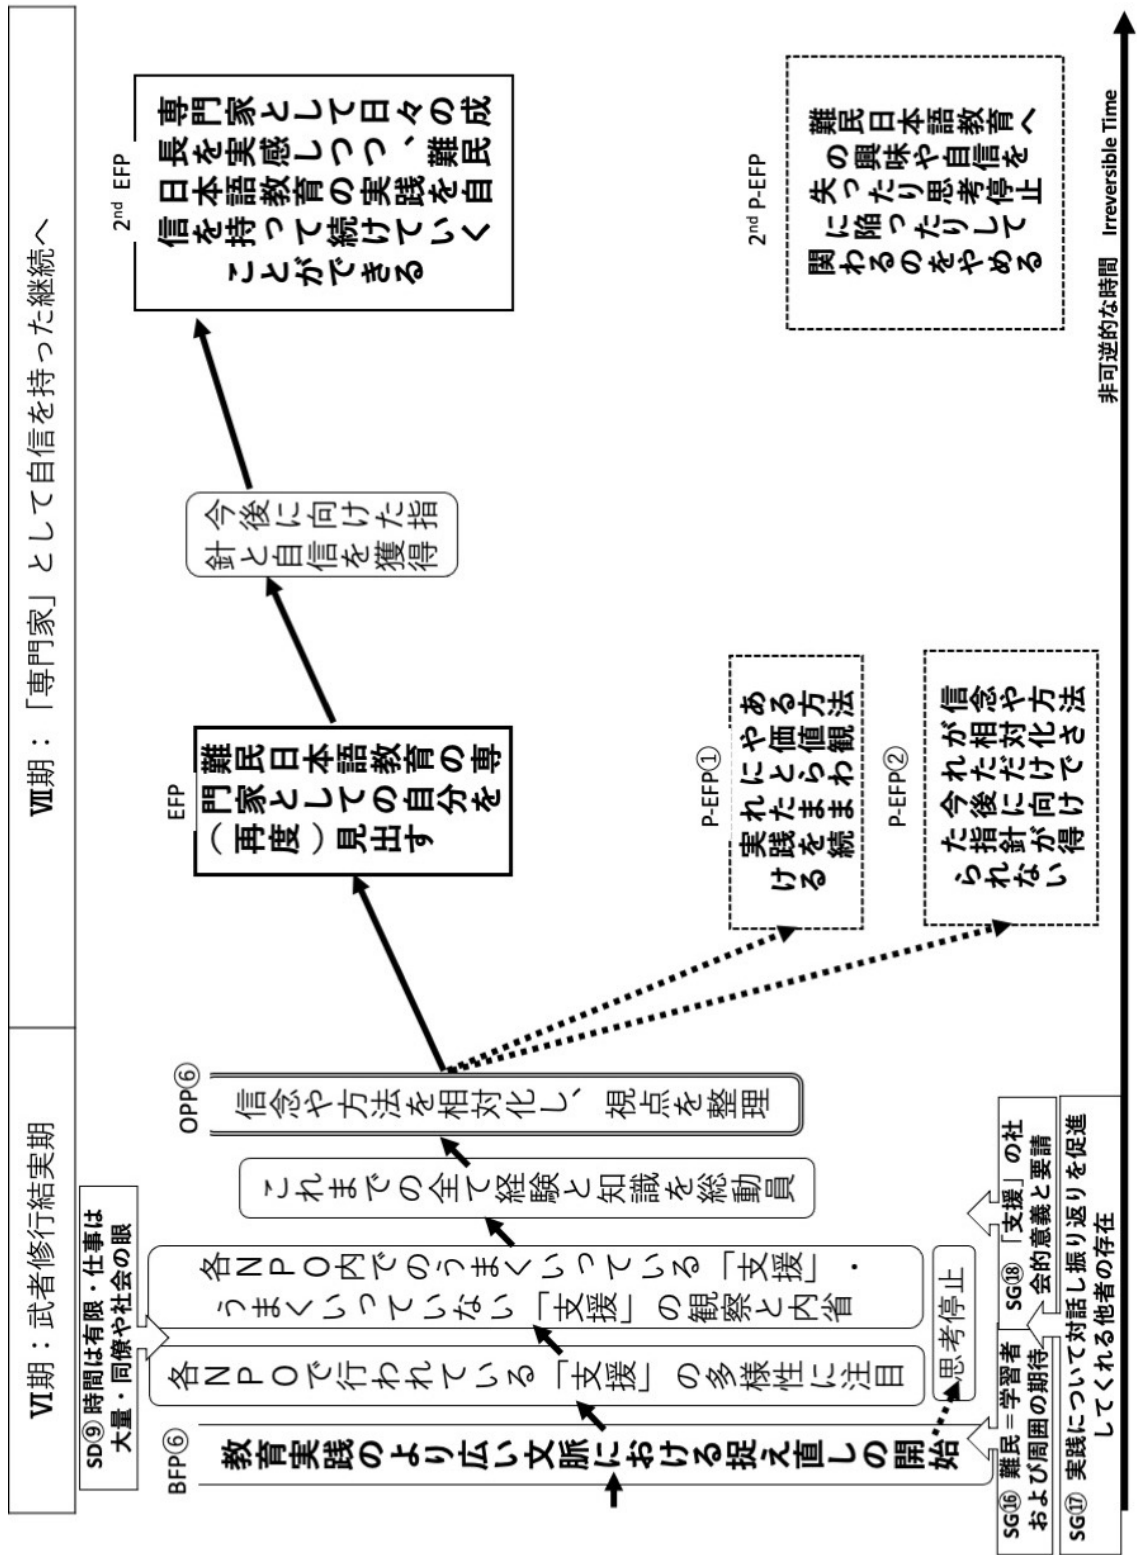 Ⅵ期：武者修行結実期
Ⅶ期：「専門家」として自信を持った継続へ
SD⑨ 時間は有限・仕事は
大量・同僚や社会の眼
BFP⑥
教育実践のより広い文脈における捉え直しの開始
各NPOで行われている「支援」の多様性に注目
各NPO内でのうまくいっている「支援」・
うまくいっていない「支援」の観察と内省
これまでの全て経験と知識を総動員
OPP⑥
信念や方法を相対化し、視点を整理
思考停止
EFP
難民日本語教育の専
門家としての自分を
（再度）見出す
今後に向けた指
針と自信を獲得
2nd EFP
専門家として日々の成
長を実感しつつ、難民
日本語教育の実践を自
信を持って続けていく
ことができる
P-EFP①
ある方法
や価値観
にとらわ
れたまま
実践を続
ける
P-EFP②
信念や方法
が相対化さ
れただけで
今後に向け
た指針が得
られない
2nd P-EFP
難民日本語教育へ
の興味や自信を
失ったり思考停止
に陥ったりして
関わるのをやめる
SG⑯ 難民＝学習者
および周囲の期待
SG⑱ 「支援」の社
会的意義と要請
SG⑰ 実践について対話し振り返りを促進
してくれる他者の存在
非可逆的な時間 Irreversible Time